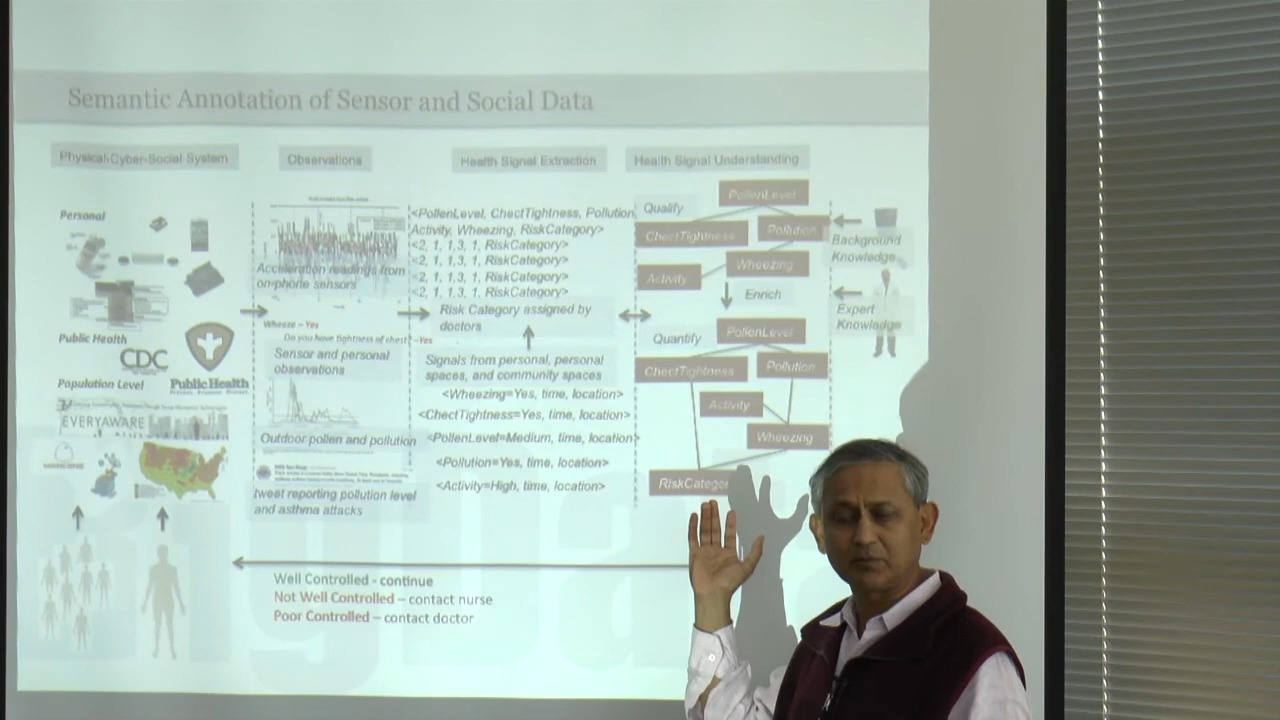 Semantic Annotation of Sensor and Social Data
Physical-Cyber-Social System
Observations
Health Signal Extraction
Health Signal Understanding
Personal
Public Health
CDC
Population Level
Public Health
EVERYAWARE
Acceleration readings from
on-phone sensors
Wheeze – Yes
Do you have tightness of chest? –Yes
Sensor and personal
observations
Outdoor pollen and pollution
tweet reporting pollution level
and asthma attacks
<PollenLevel, ChectTightness, Pollution,
Activity, Wheezing, RiskCategory>
<2, 1, 1,3, 1, RiskCategory>
<2, 1, 1,3, 1, RiskCategory>
<2, 1, 1,3, 1, RiskCategory>
<2, 1, 1,3, 1, RiskCategory>
Risk Category assigned by
doctors
Signals from personal, personal
spaces, and community spaces
<Wheezing=Yes, time, location>
<ChectTightness=Yes, time, location>
<PollenLevel=Medium, time, location>
<Pollution=Yes, time, location>
<Activity=High, time, location>
Qualify
PollenLevel
ChectTightness
Pollution
Activity
Wheezing
Enrich
Quantify
PollenLevel
ChectTightness
Pollution
Activity
Wheezing
RiskCatego
Background
Knowledge
Expert
Knowledge
Well Controlled - continue
Not Well Controlled – contact nurse
Poor Controlled – contact doctor